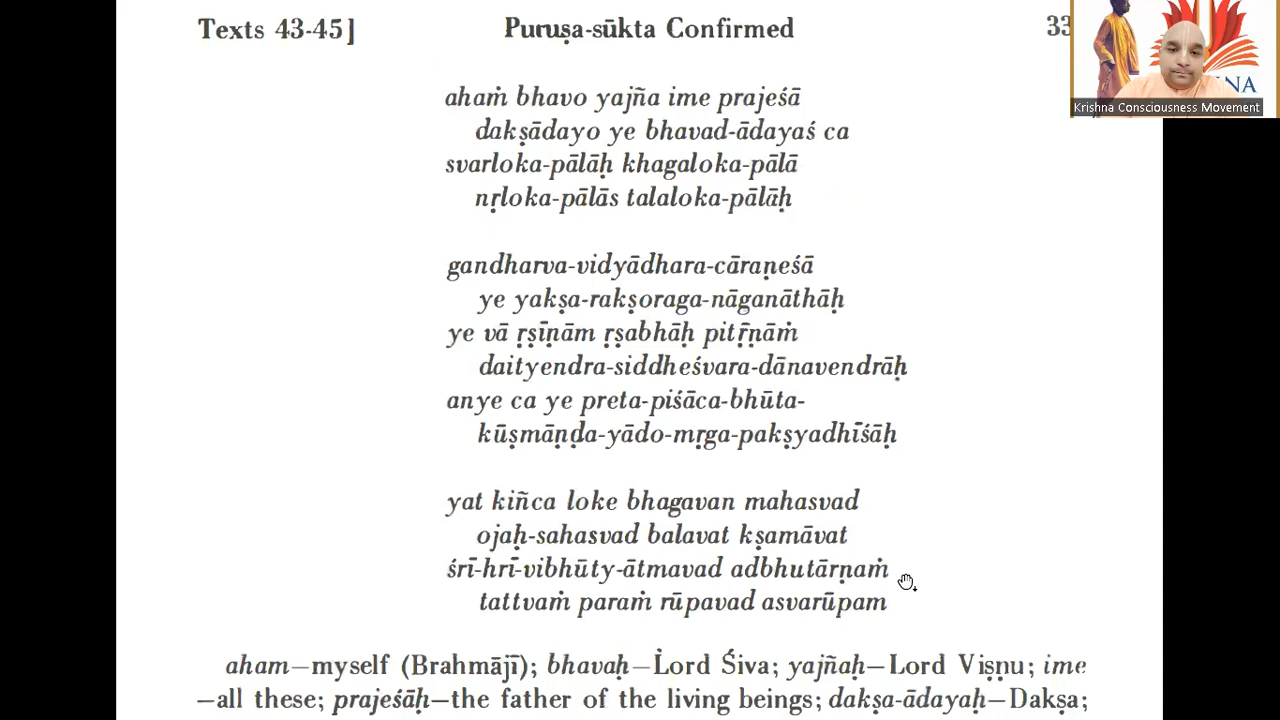 Texts 43-45]
Puruṣa-sūkta Confirmed
33
NA
Krishna Consciousness Movement
ahaṁ bhavo yajña ime prajeśā
dakṣādayo ye bhavad-ādayaś ca
svarloka-pālāḥ khagaloka-pālā
nṛloka-pālās talaloka-pālāḥ
gandharva-vidyādhara-cāraṇeśā
ye yakṣa-rakṣoraga-nāganāthāḥ
ye vā ṛṣīṇām ṛṣabhāḥ pitṝṇāṁ
daityendra-siddheśvara-dānavendrāḥ
anye ca ye preta-piśāca-bhūta-
kūṣmāṇḍa-yādo-mṛga-pakṣyadhīśāḥ
yat kiñca loke bhagavan mahasvad
ojaḥ-sahasvad balavat kṣamāvat
śrī-hrī-vibhūty-ātmavad adbhutārṇaṁ
tattvaṁ paraṁ rūpavad asvarūpam
aham—myself (Brahmājī); bhavaḥ—Lord Śiva; yajñaḥ—Lord Viṣṇu; ime
—all these; prajeśāḥ—the father of the living beings; dakṣa-ādayaḥ—Dakṣa;